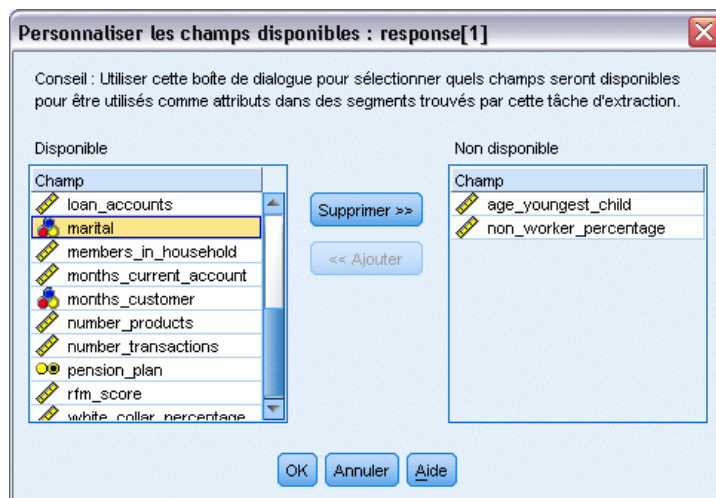 Personnaliser les champs disponibles : response[1]
Conseil : Utiliser cette boîte de dialogue pour sélectionner quels champs seront disponibles
pour être utilisés comme attributs dans des segments trouvés par cette tâche d'extraction.
Disponible
Champ
loan_accounts
marital
members_in_household
months_current_account
months_customer
number_products
number_transactions
pension_plan
rfm_score
white_collar_percentage
Supprimer >>
<< Ajouter
Non disponible
Champ
age_youngest_child
non_worker_percentage
OK
Annuler
Aide